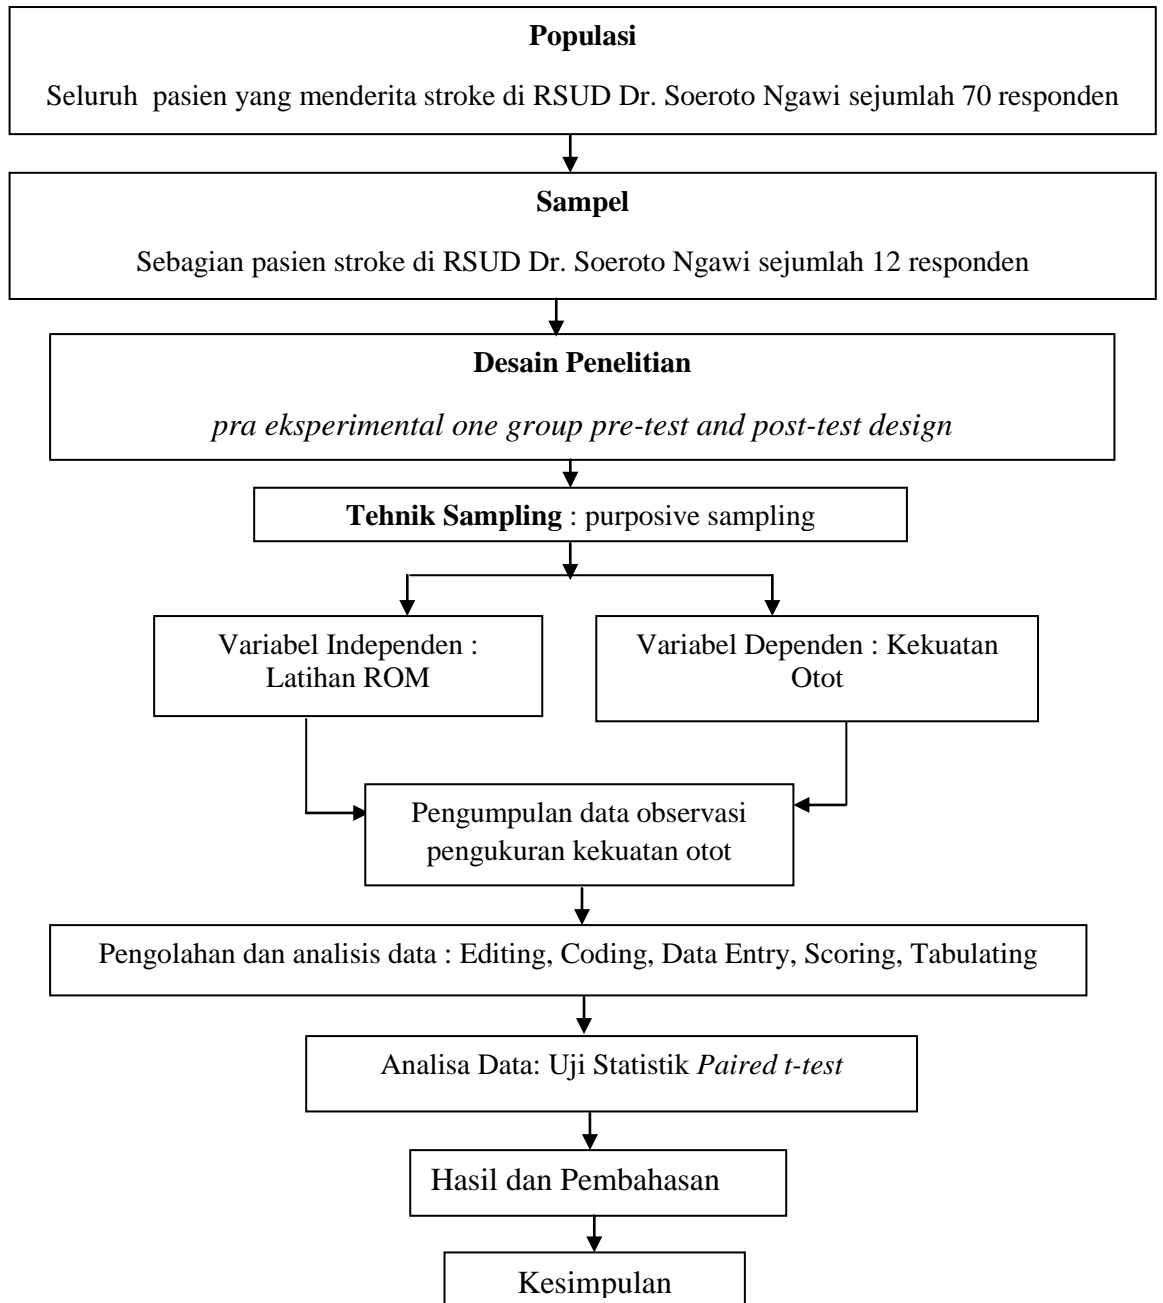 Populasi
Seluruh pasien yang menderita stroke di RSUD Dr. Soeroto Ngawi sejumlah 70 responden
Sampel
Sebagian pasien stroke di RSUD Dr. Soeroto Ngawi sejumlah 12 responden
Desain Penelitian
pra eksperimental one group pre-test and post-test design
Tehnik Sampling : purposive sampling
Variabel Independen :
Latihan ROM
Variabel Dependen : Kekuatan
Otot
Pengumpulan data observasi
pengukuran kekuatan otot
Pengolahan dan analisis data : Editing, Coding, Data Entry, Scoring, Tabulating
Analisa Data: Uji Statistik Paired t-test
Hasil dan Pembahasan
Kesimpulan